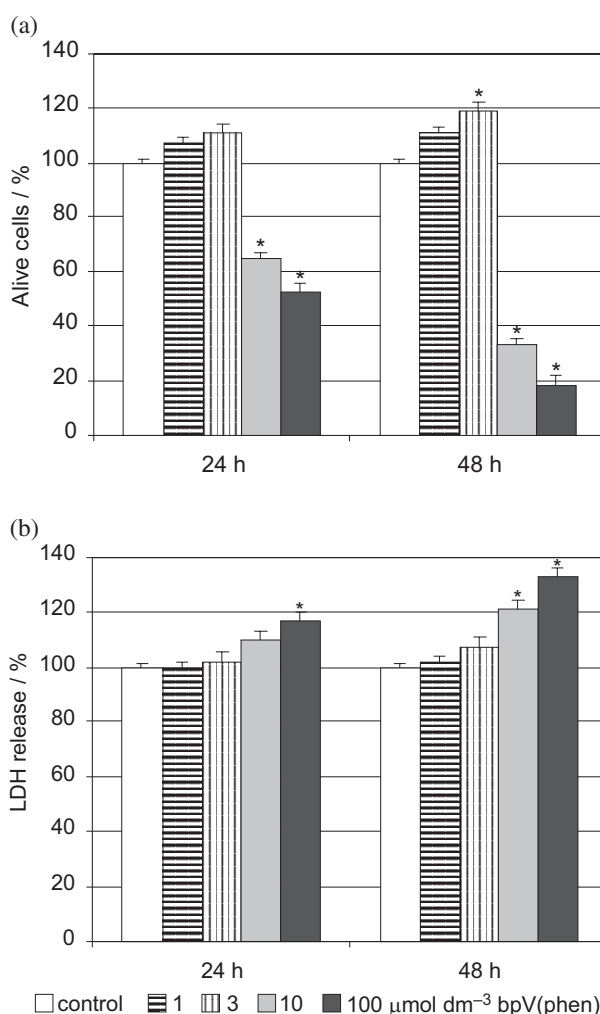 (a)
140
120
100
80
60
40
20
0
Alive cells / %
*
*
*
*
*
24 h
48 h
(b)
140
120
100
80
60
40
20
0
LDH release / %
*
*
*
24 h
48 h
control 1 3 10 100 μmol dm⁻³ bpV(phen)